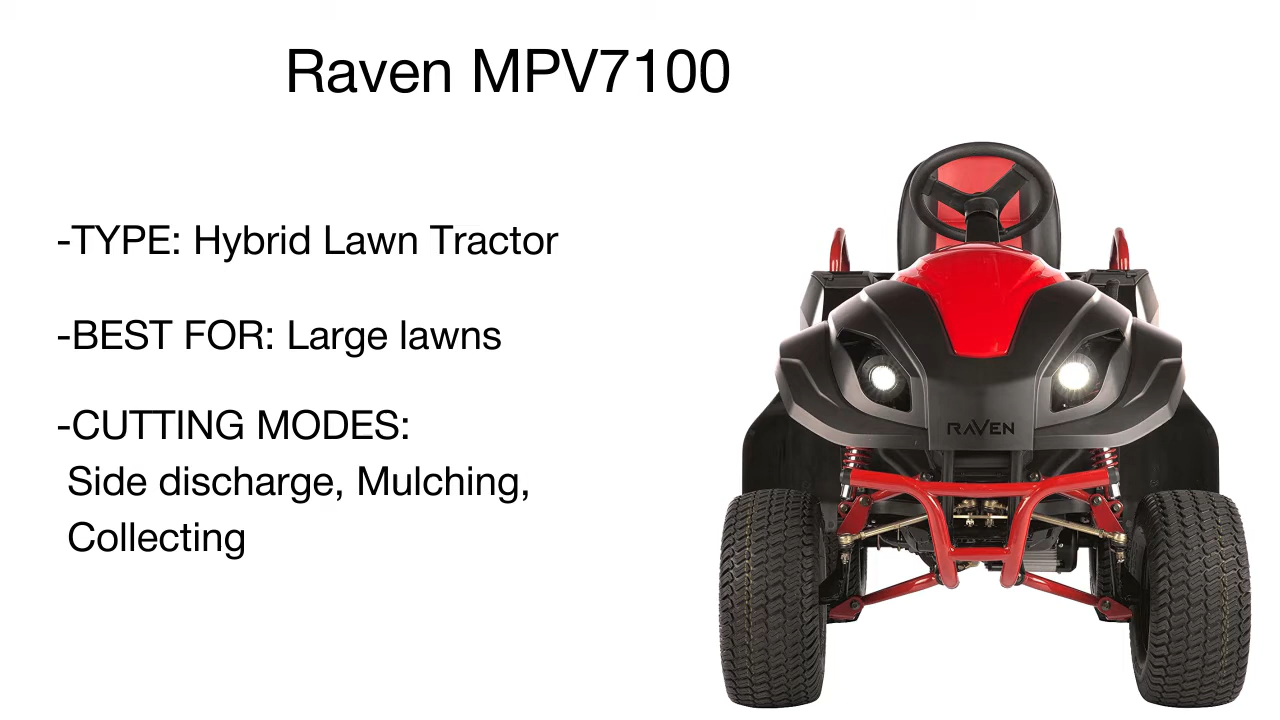 Raven MPV7100
-TYPE: Hybrid Lawn Tractor
-BEST FOR: Large lawns
-CUTTING MODES:
Side discharge, Mulching,
Collecting
RAVEN